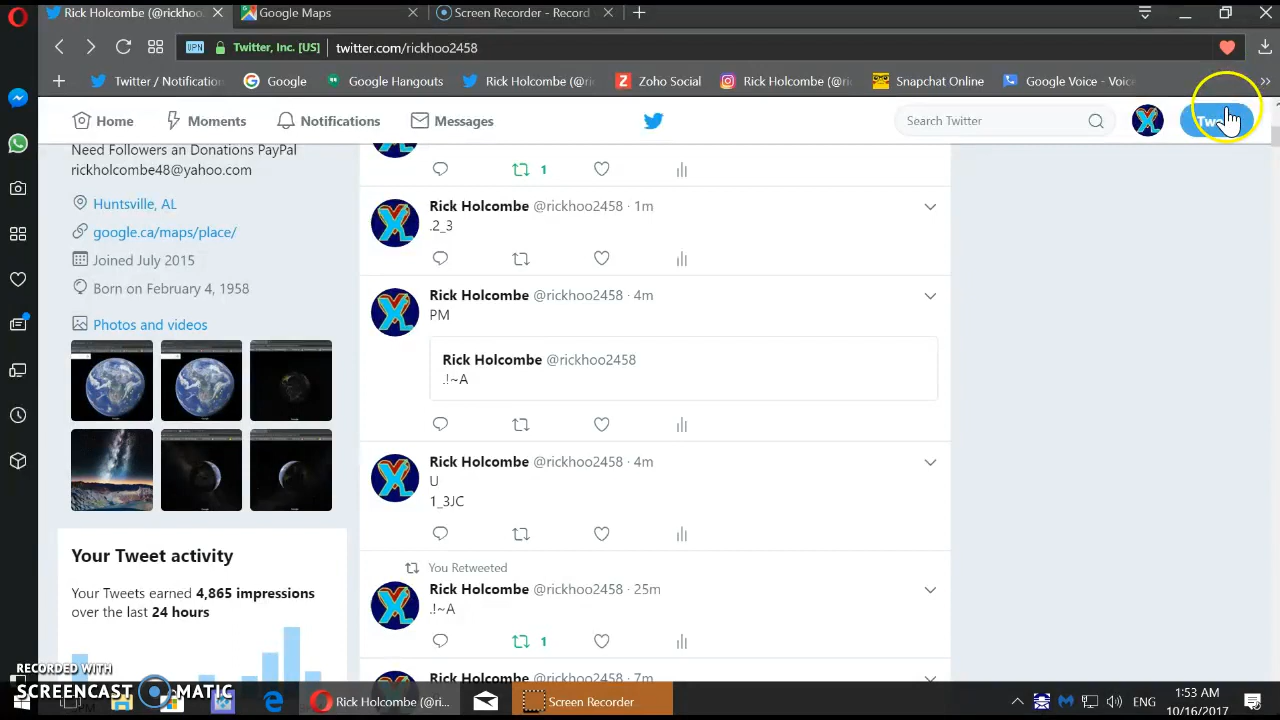 Rick Holcombe (@rickho
Google Maps
Screen Recorder - Record
VPN
Twitter, Inc. [US]
twitter.com/rickhoo2458
Twitter / Notification
Google
Google Hangouts
Rick Holcombe (@ri
Zoho Social
Rick Holcombe (@ri
Snapchat Online
Google Voice - Voic
Home
Moments
Notifications
Messages
Search Twitter
Need Followers an Donations PayPal
rickholcombe48@yahoo.com
Huntsville, AL
google.ca/maps/place/
Joined July 2015
Born on February 4, 1958
Photos and videos
Your Tweet activity
Your Tweets earned 4,865 impressions
over the last 24 hours
1
Rick Holcombe @rickhoo2458 · 1m
.2_3
Rick Holcombe @rickhoo2458 · 4m
PM
Rick Holcombe @rickhoo2458
.!~A
Rick Holcombe @rickhoo2458 · 4m
U
1_3JC
You Retweeted
Rick Holcombe @rickhoo2458 · 25m
.!~A
1
Rick Holcombe @rickhoo2458 · 7m
RECORDED WITH
SCREENCAST MATIC
Rick Holcombe (@ri...
Screen Recorder
ENG
1:53 AM
10/16/2017